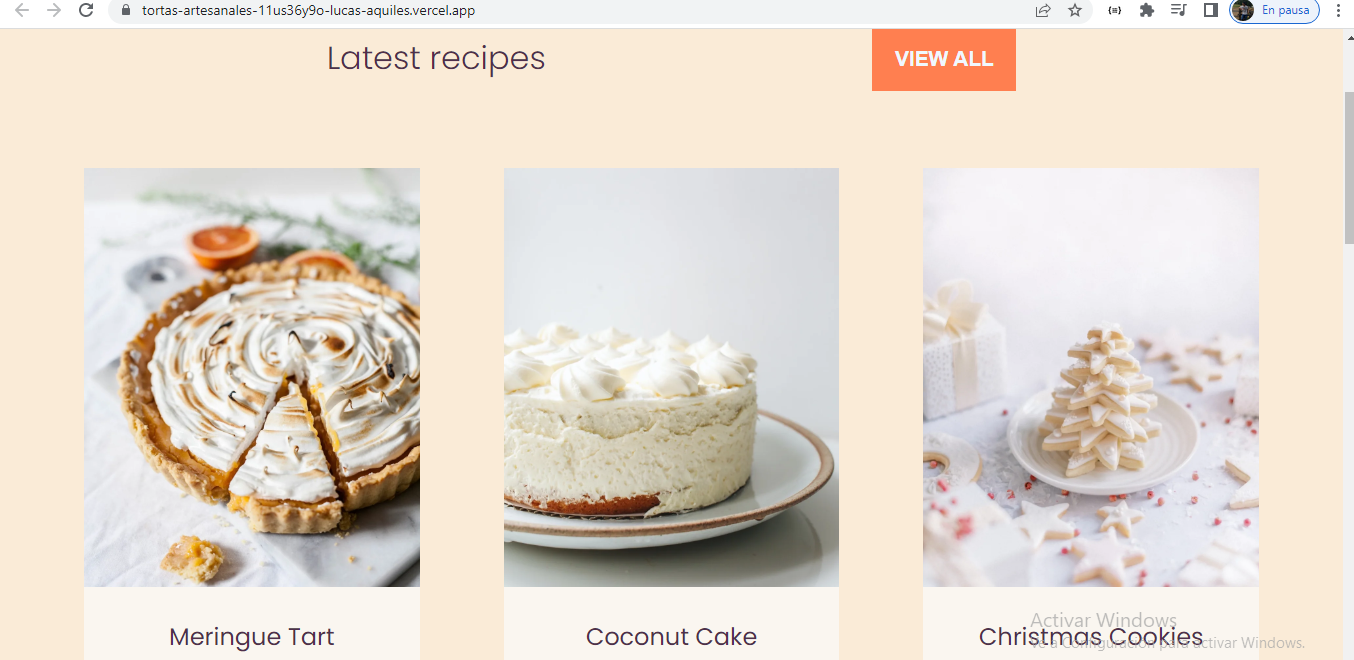 tortas-artesanales-11us36y9o-lucas-aquiles.vercel.app
En pausa
Latest recipes
VIEW ALL
Meringue Tart
Coconut Cake
Christmas Cookies
Activar Windows
Ve a Configuración para activar Windows.